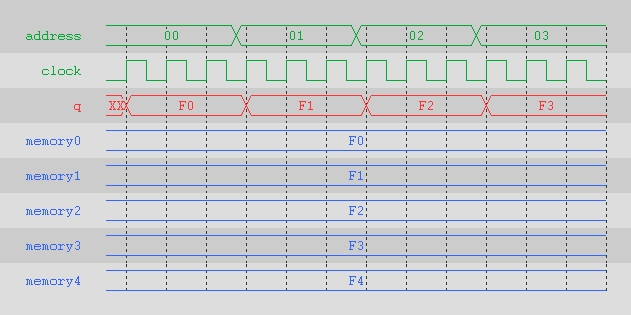 address 00 01 02 03
clock
q XX F0 F1 F2 F3
memory0 F0
memory1 F1
memory2 F2
memory3 F3
memory4 F4